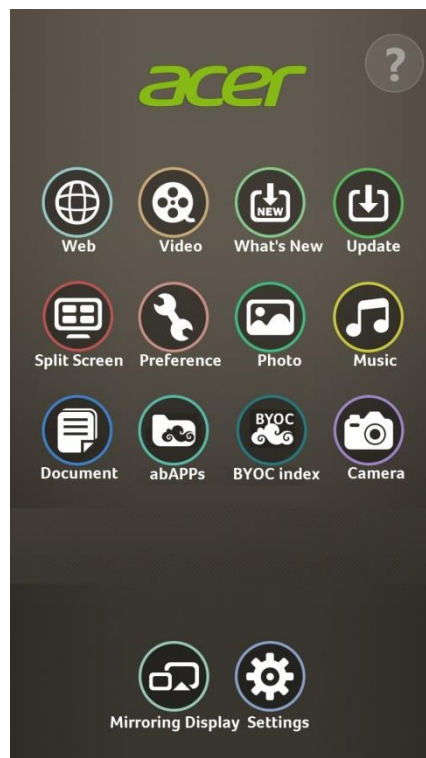 acer
?
NEW
Web Video What's New Update
Split Screen Preference Photo Music
BYOC
Document abAPPs BYOC index Camera
Mirroring Display Settings